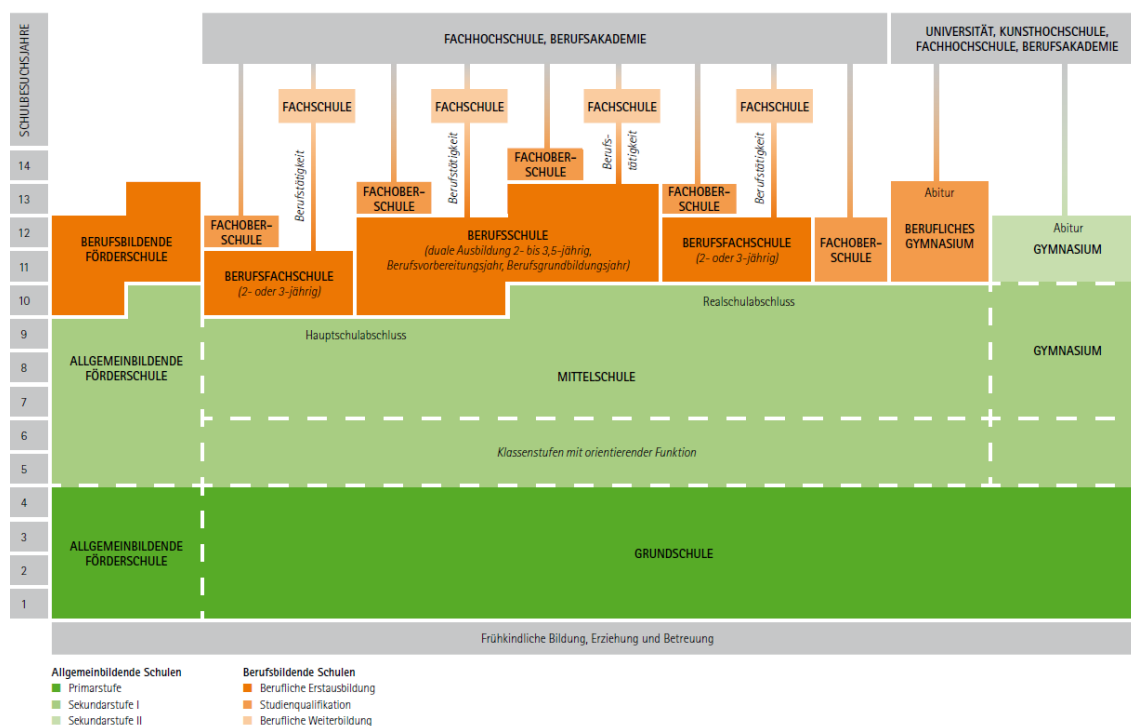 SCHULBESUCHSJAHRE
FACHHOCHSCHULE, BERUFSAKADEMIE
UNIVERSITÄT, KUNSTHOCHSCHULE,
FACHHOCHSCHULE, BERUFSAKADEMIE
FACHSCHULE
FACHSCHULE
FACHSCHULE
FACHSCHULE
Berufstätigkeit
Berufstätigkeit
Berufs-
tätigkeit
Berufstätigkeit
14
13
12
11
10
9
8
7
6
5
4
3
2
1
FACHOBER-
SCHULE
FACHOBER-
SCHULE
FACHOBER-
SCHULE
FACHOBER-
SCHULE
FACHOBER-
SCHULE
BERUFSBILDENDE
FÖRDERSCHULE
BERUFSFACHSCHULE
(2- oder 3-jährig)
BERUFSSCHULE
(duale Ausbildung 2- bis 3,5-jährig,
Berufsvorbereitungsjahr, Berufsgrundbildungsjahr)
BERUFSFACHSCHULE
(2- oder 3-jährig)
Abitur
BERUFLICHES
GYMNASIUM
Abitur
GYMNASIUM
Realschulabschluss
Hauptschulabschluss
ALLGEMEINBILDENDE
FÖRDERSCHULE
MITTELSCHULE
GYMNASIUM
Klassenstufen mit orientierender Funktion
ALLGEMEINBILDENDE
FÖRDERSCHULE
GRUNDSCHULE
Frühkindliche Bildung, Erziehung und Betreuung
Allgemeinbildende Schulen
Primarstufe
Sekundarstufe I
Sekundarstufe II
Berufsbildende Schulen
Berufliche Erstausbildung
Studienqualifikation
Berufliche Weiterbildung